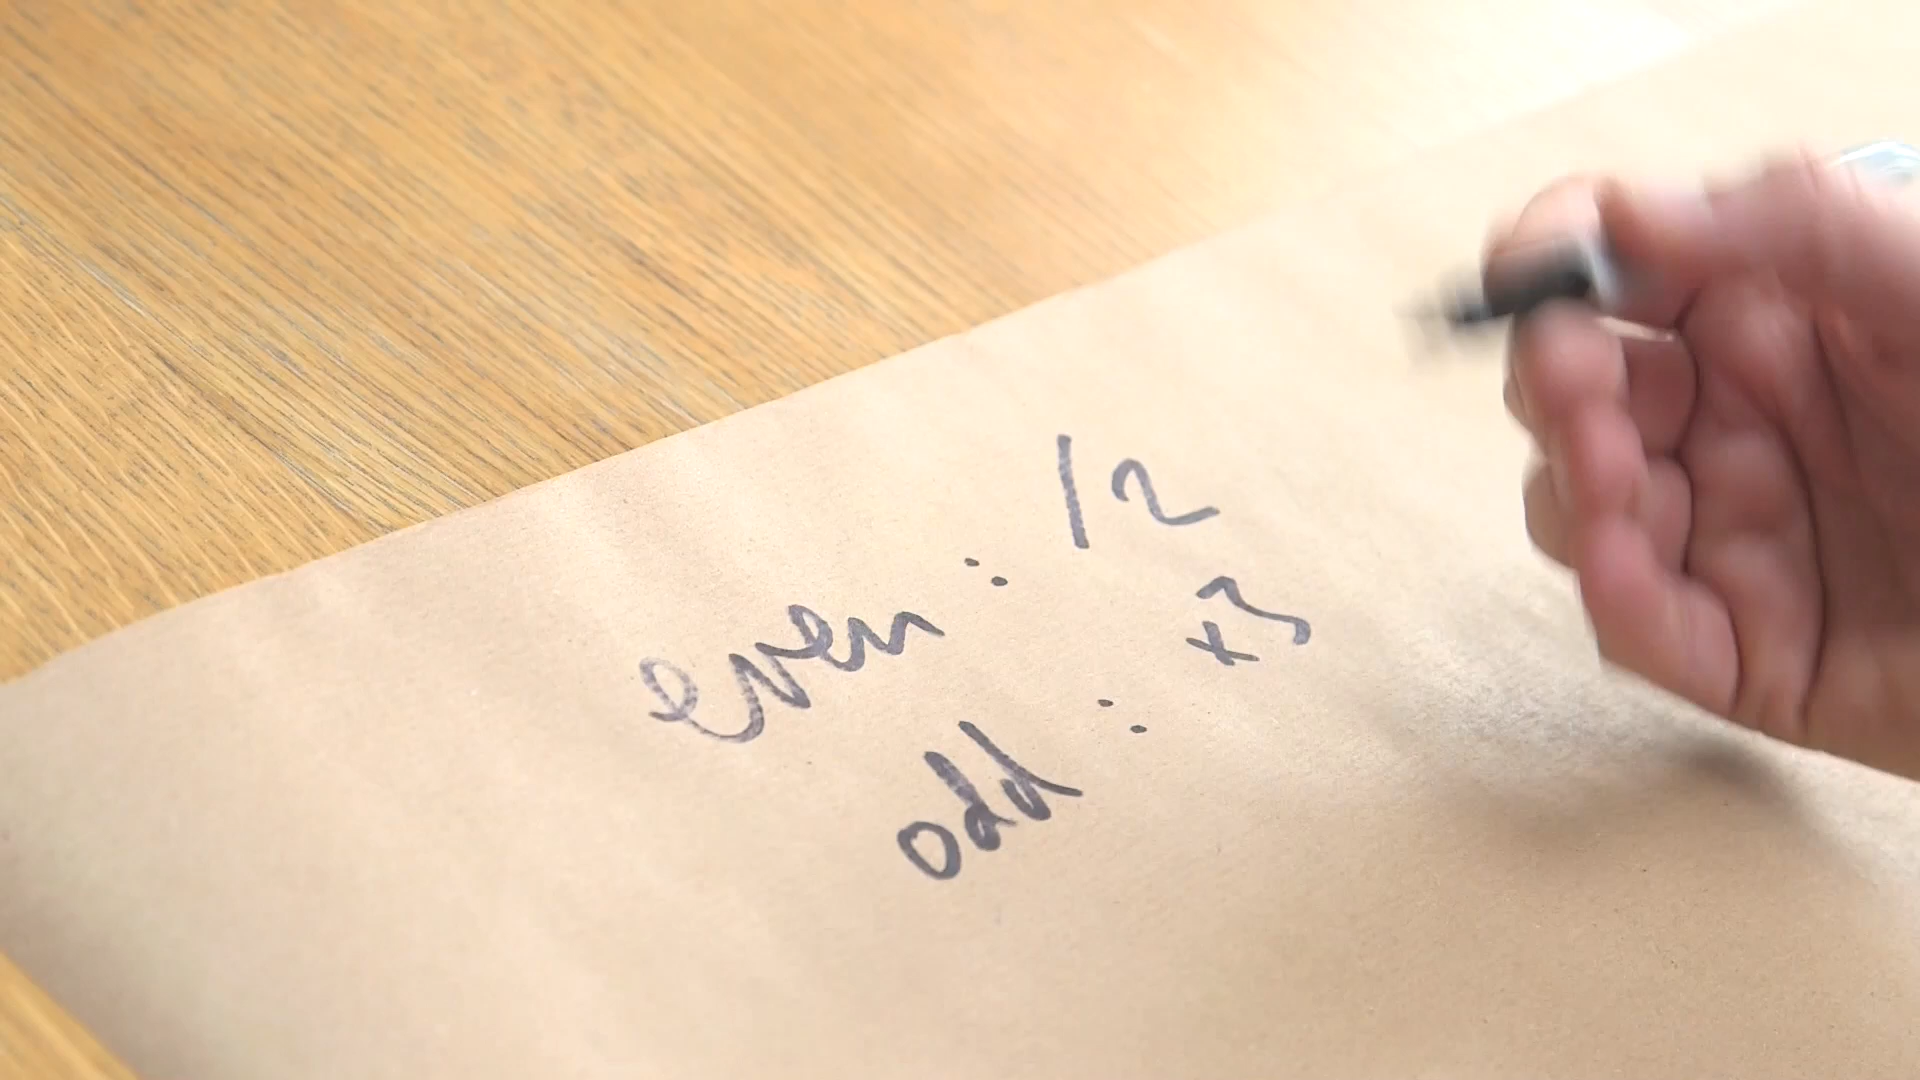 even : /2
odd : x3